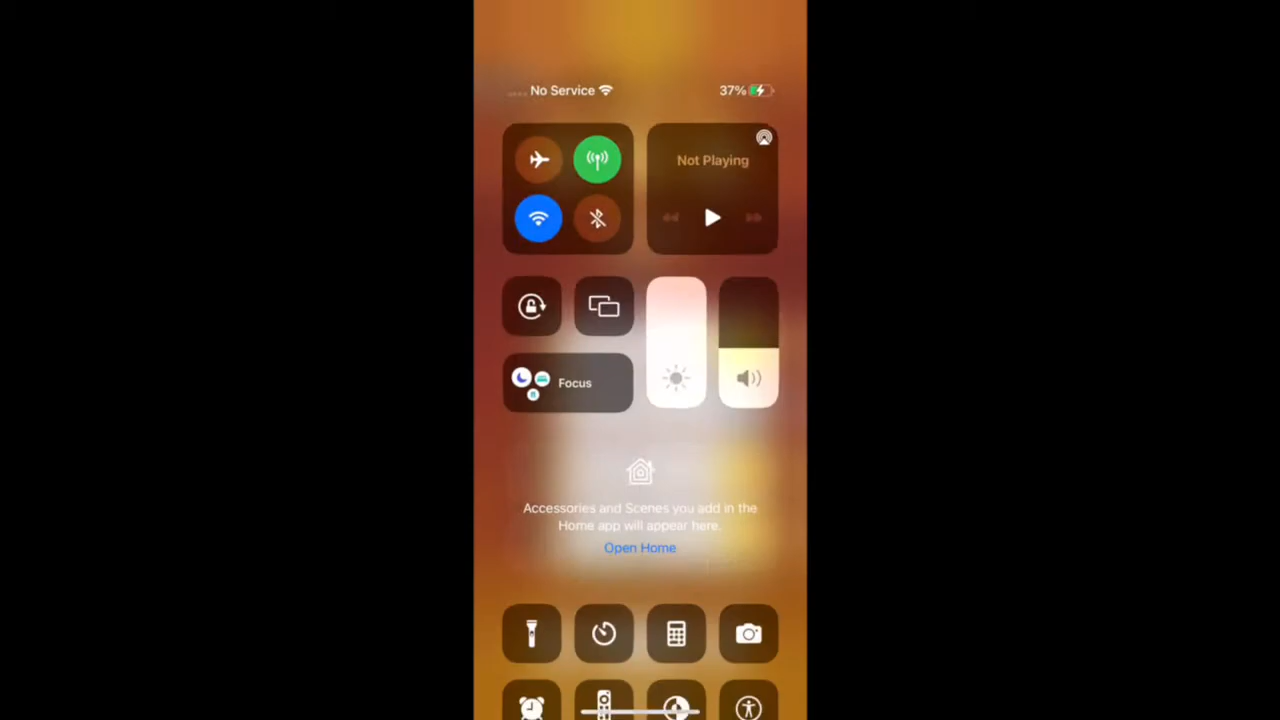 No Service
37%
Not Playing
Focus
Accessories and Scenes you add in the
Home app will appear here.
Open Home